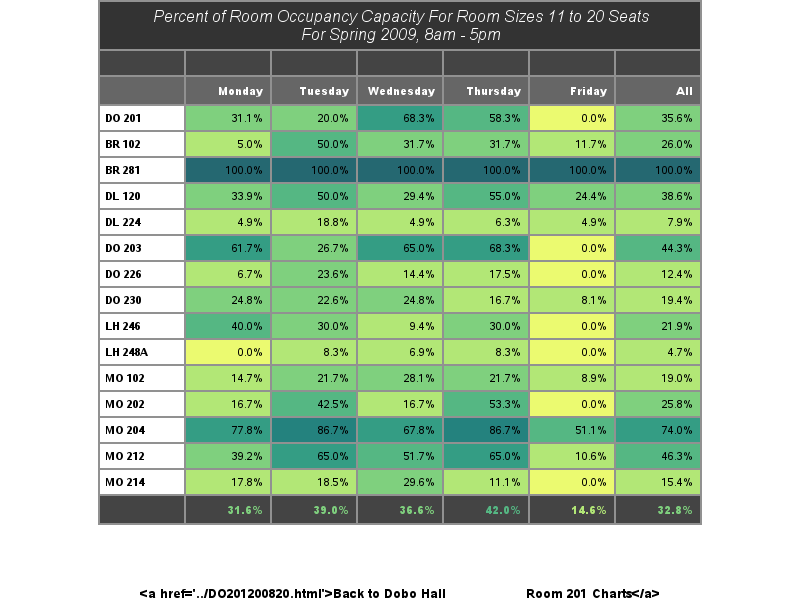 Percent of Room Occupancy Capacity For Room Sizes 11 to 20 Seats
For Spring 2009, 8am - 5pm
Monday Tuesday Wednesday Thursday Friday All
DO 201 31.1% 20.0% 68.3% 58.3% 0.0% 35.6%
BR 102 5.0% 50.0% 31.7% 31.7% 11.7% 26.0%
BR 281 100.0% 100.0% 100.0% 100.0% 100.0% 100.0%
DL 120 33.9% 50.0% 29.4% 55.0% 24.4% 38.6%
DL 224 4.9% 18.8% 4.9% 6.3% 4.9% 7.9%
DO 203 61.7% 26.7% 65.0% 68.3% 0.0% 44.3%
DO 226 6.7% 23.6% 14.4% 17.5% 0.0% 12.4%
DO 230 24.8% 22.6% 24.8% 16.7% 8.1% 19.4%
LH 246 40.0% 30.0% 9.4% 30.0% 0.0% 21.9%
LH 248A 0.0% 8.3% 6.9% 8.3% 0.0% 4.7%
MO 102 14.7% 21.7% 28.1% 21.7% 8.9% 19.0%
MO 202 16.7% 42.5% 16.7% 53.3% 0.0% 25.8%
MO 204 77.8% 86.7% 67.8% 86.7% 51.1% 74.0%
MO 212 39.2% 65.0% 51.7% 65.0% 10.6% 46.3%
MO 214 17.8% 18.5% 29.6% 11.1% 0.0% 15.4%
31.6% 39.0% 36.6% 42.0% 14.6% 32.8%
<a href='../DO201200820.html'>Back to Dobo Hall Room 201 Charts</a>